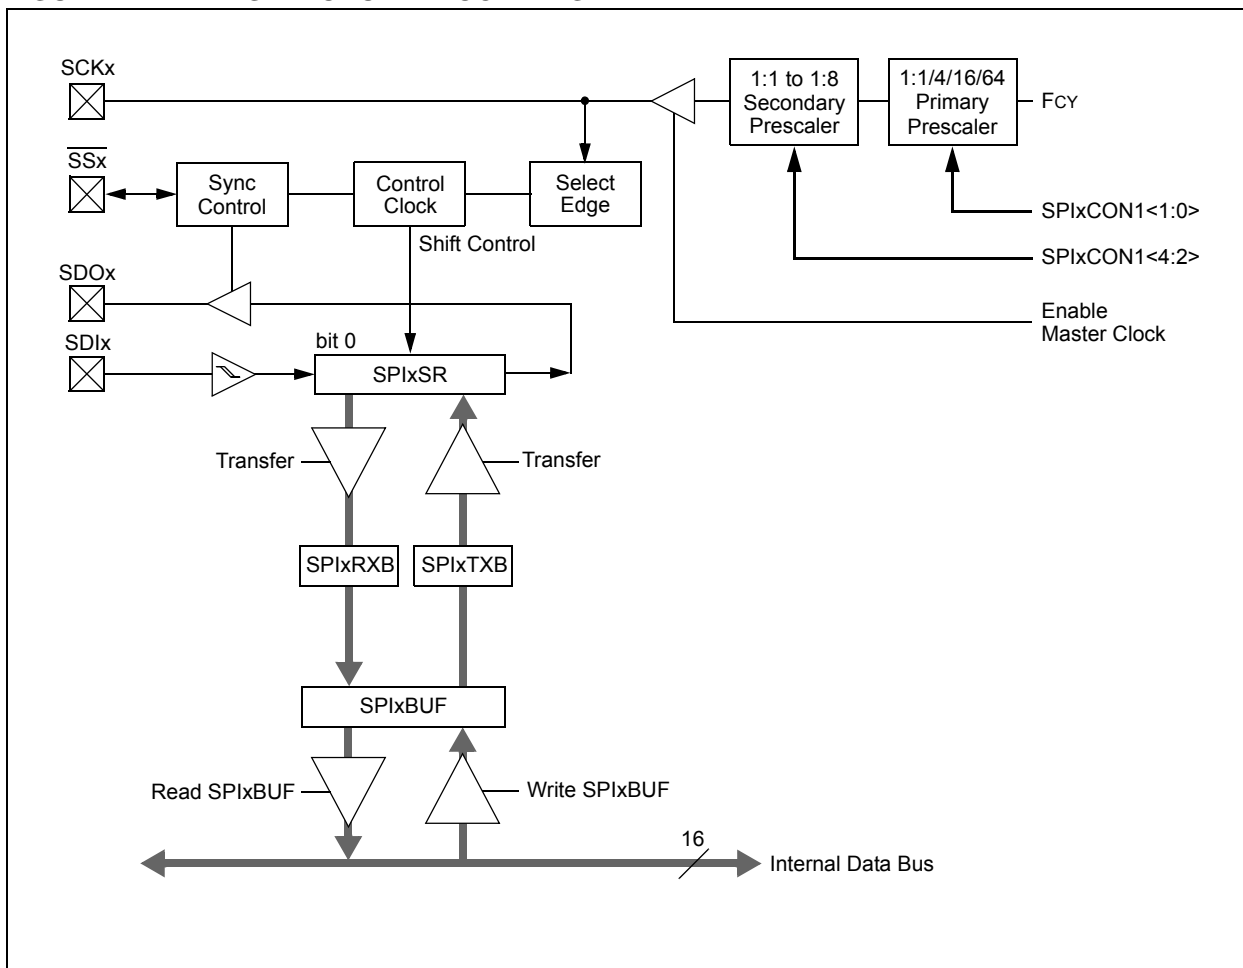 SCKx
1:1 to 1:8
Secondary
Prescaler
1:1/4/16/64
Primary
Prescaler
FCY
SSx
Sync
Control
Control
Clock
Select
Edge
SPIxCON1<1:0>
Shift Control
SPIxCON1<4:2>
SDOx
Enable
Master Clock
SDIx
bit 0
SPIxSR
Transfer
Transfer
SPIxRXB
SPIxTXB
SPIxBUF
Read SPIxBUF
Write SPIxBUF
16
Internal Data Bus